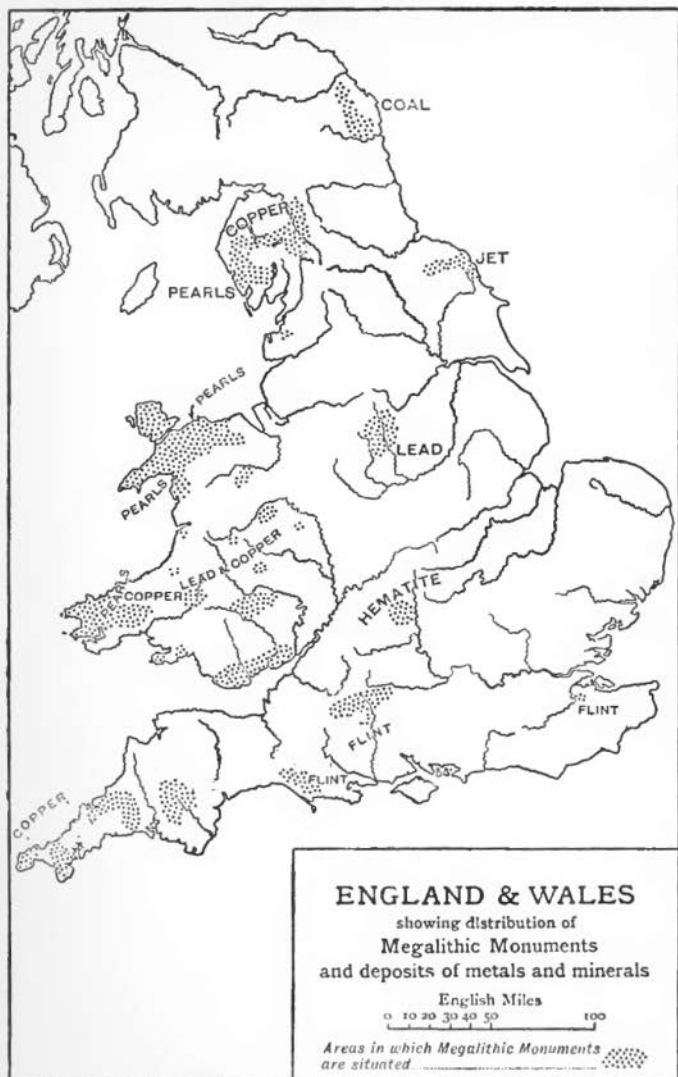 COAL
COPPER
JET
PEARLS
PEARLS
LEAD
PEARLS
LEAD & COPPER
PEARLS
COPPER
HEMATITE
FLINT
FLINT
FLINT
COPPER
ENGLAND & WALES
showing distribution of
Megalithic Monuments
and deposits of metals and minerals
English Miles
0 10 20 30 40 50 100
Areas in which Megalithic Monuments
are situated